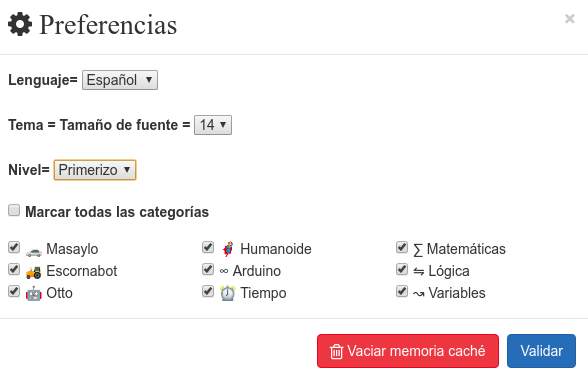 Preferencias ×
Lenguaje= Español
Tema = Tamaño de fuente = 14
Nivel= Primerizo
Marcar todas las categorías
Masaylo Humanoide ∑ Matemáticas
Escornabot ∞ Arduino ⇋ Lógica
Otto Tiempo ↝ Variables
Vaciar memoria caché Validar